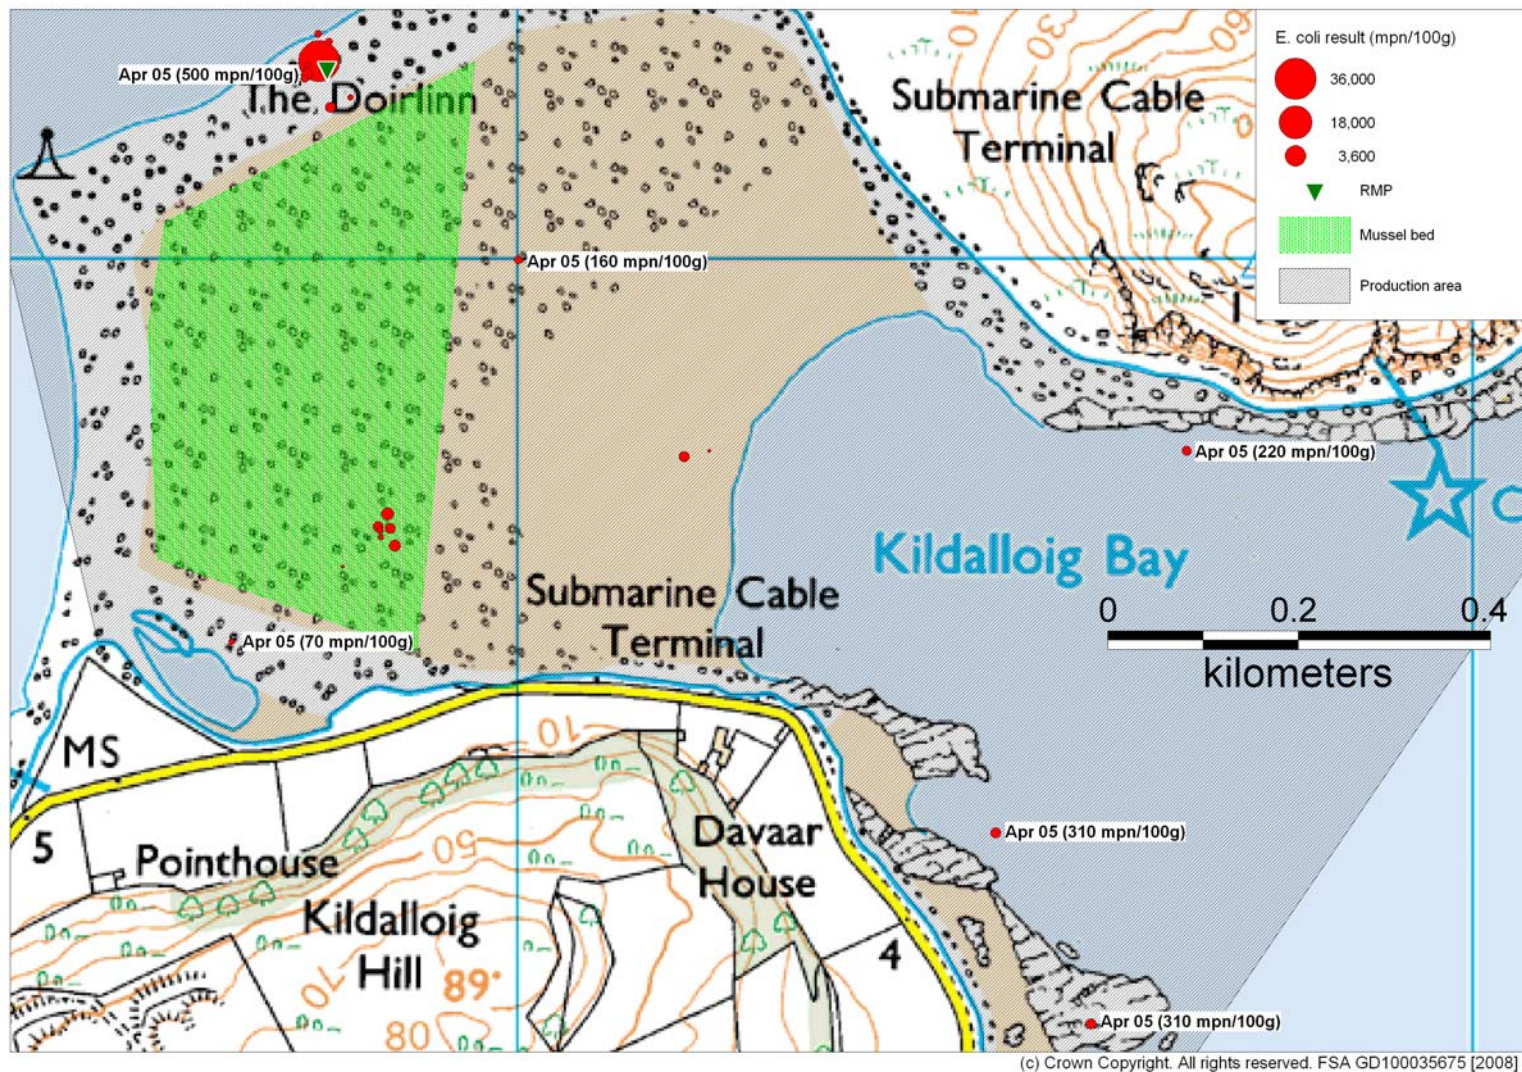 Apr 05 (500 mpn/100g)
The Doirlinn
Submarine Cable
Terminal
10
30
60
E. coli result (mpn/100g)
36,000
18,000
3,600
RMP
Mussel bed
Production area
Apr 05 (160 mpn/100g)
Apr 05 (220 mpn/100g)
Kildalloig Bay
C
Submarine Cable
Terminal
0 0.2 0.4
kilometers
Apr 05 (70 mpn/100g)
MS
10
5
Pointhouse
50
Davaar
House
Apr 05 (310 mpn/100g)
Kildalloig
Hill
70
89
80
4
Apr 05 (310 mpn/100g)
(c) Crown Copyright. All rights reserved. FSA GD100035675 [2008]